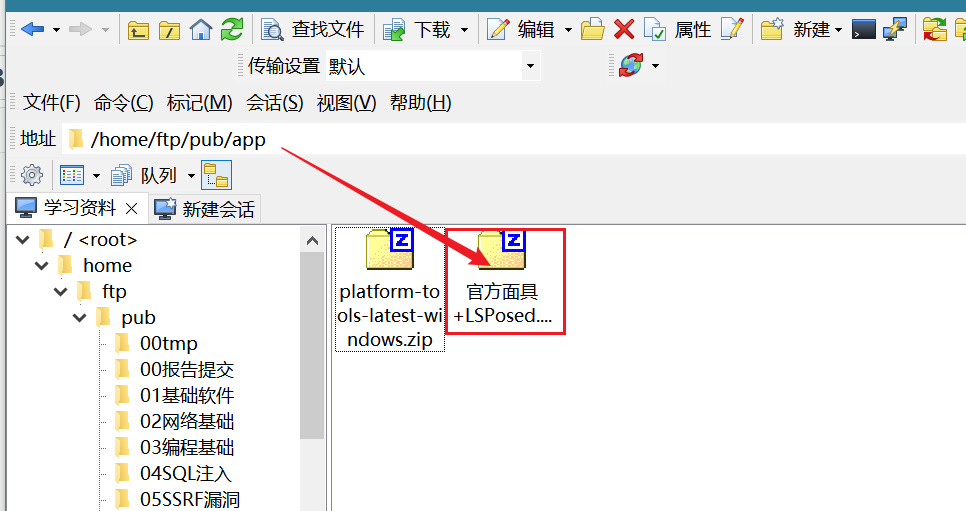 查找文件 下载 编辑 属性 新建
传输设置 默认
文件(F) 命令(C) 标记(M) 会话(S) 视图(V) 帮助(H)
地址 /home/ftp/pub/app
队列
学习资料 新建会话
/ <root>
home
ftp
pub
00tmp
00报告提交
01基础软件
02网络基础
03编程基础
04SQL注入
05SSRF漏洞
platform-to
ols-latest-wi
ndows.zip
官方面具
+LSPosed....